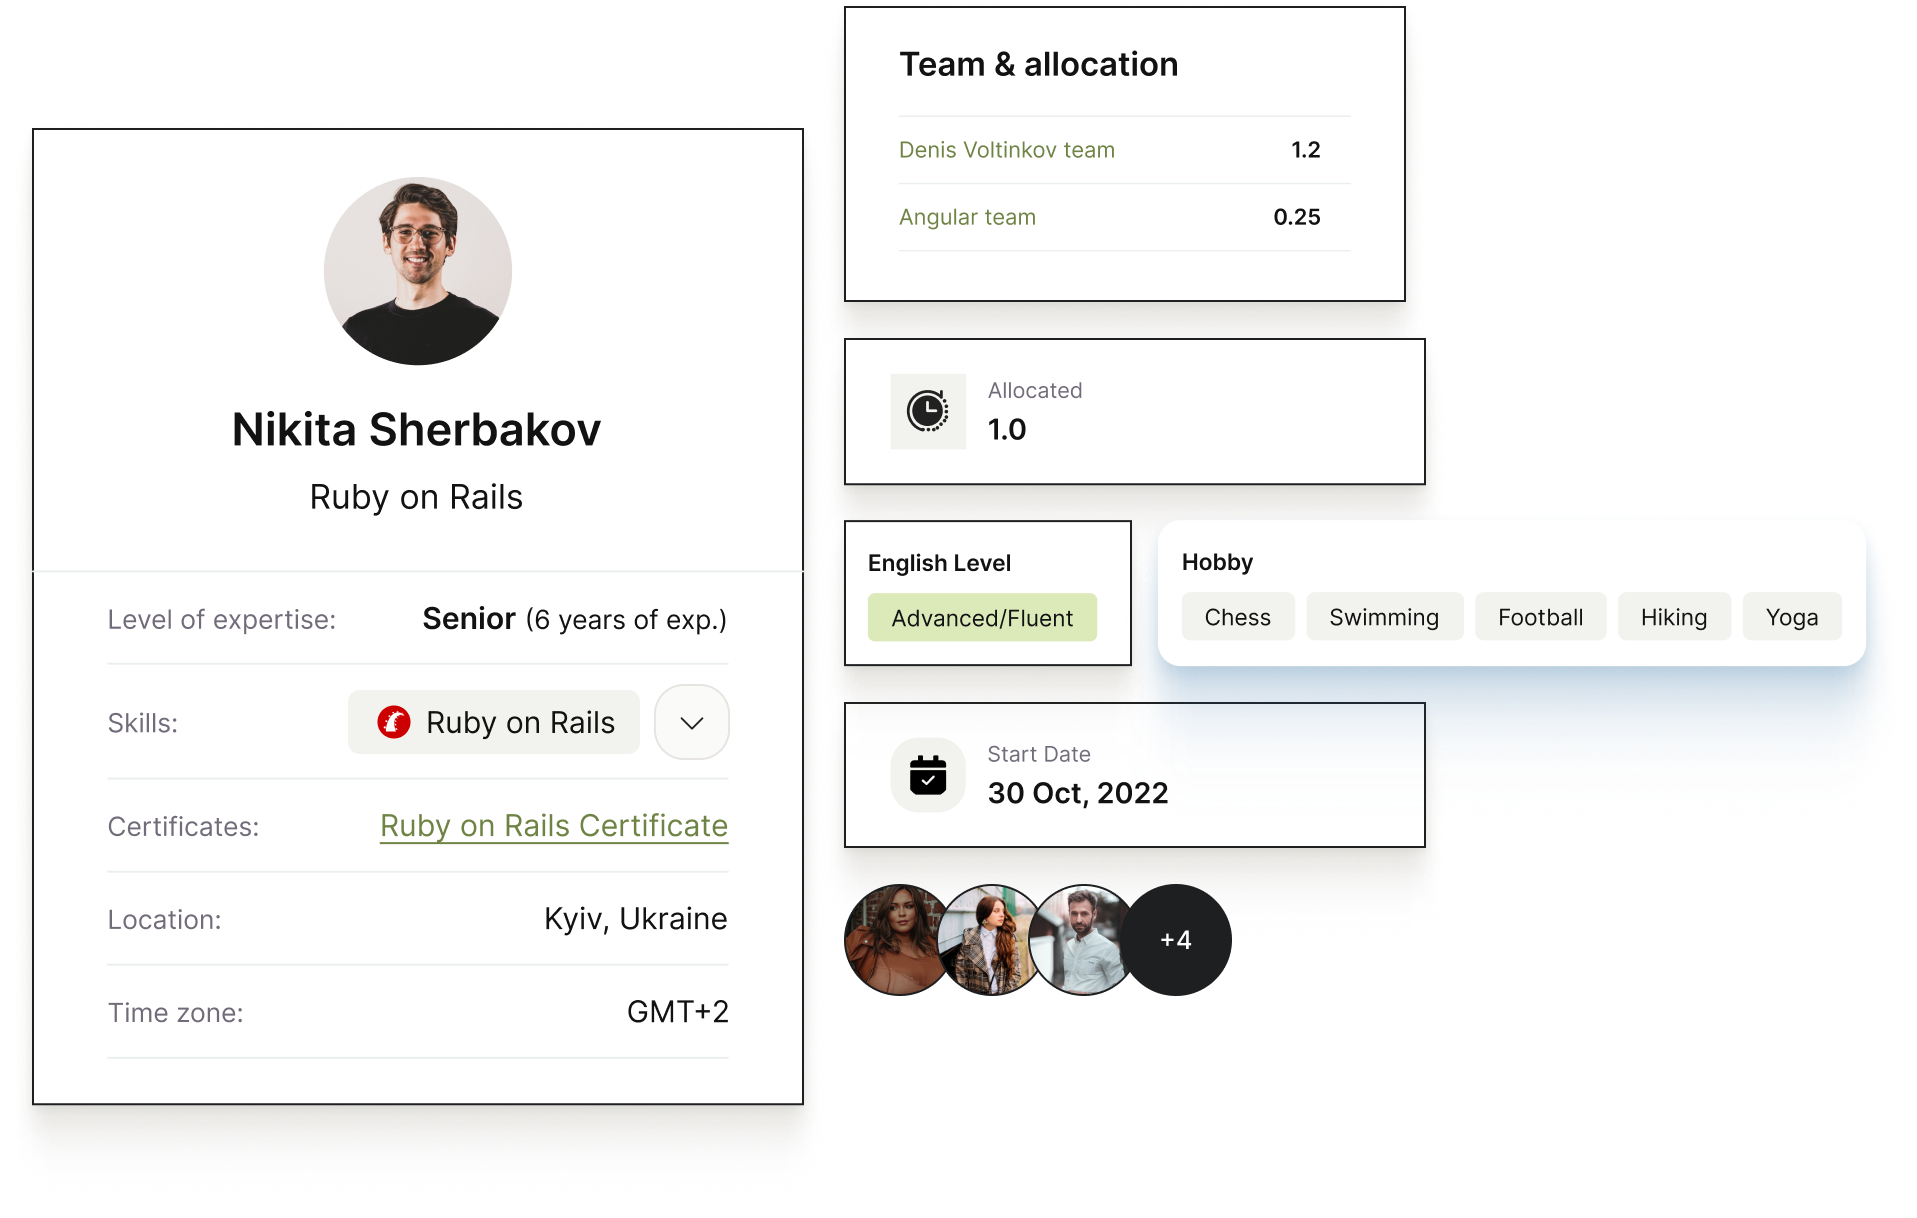 Nikita Sherbakov
Ruby on Rails
Level of expertise: Senior (6 years of exp.)
Skills: Ruby on Rails
Certificates: Ruby on Rails Certificate
Location: Kyiv, Ukraine
Time zone: GMT+2
Team & allocation
Denis Voltinkov team 1.2
Angular team 0.25
Allocated
1.0
English Level
Advanced/Fluent
Hobby
Chess Swimming Football Hiking Yoga
Start Date
30 Oct, 2022
+4